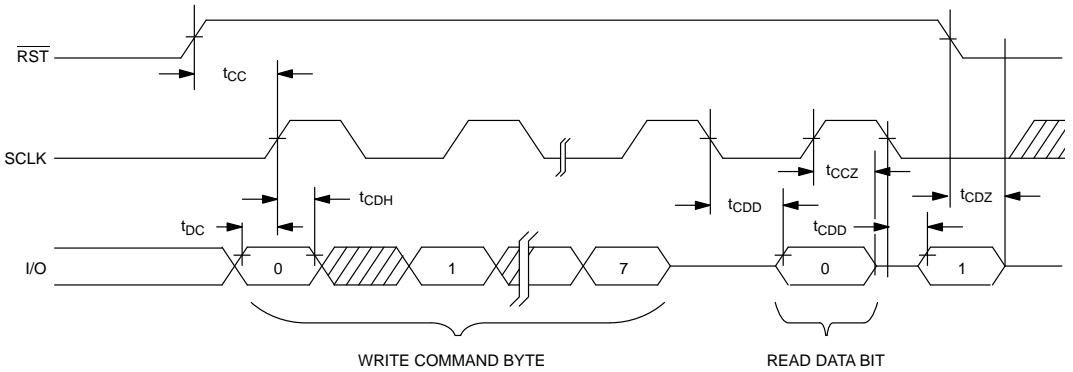 RST
tCC
SCLK
tCCZ
tCDH
tCDD
tCDZ
tDC
tCDD
I/O
0
1
7
0
1
WRITE COMMAND BYTE
READ DATA BIT